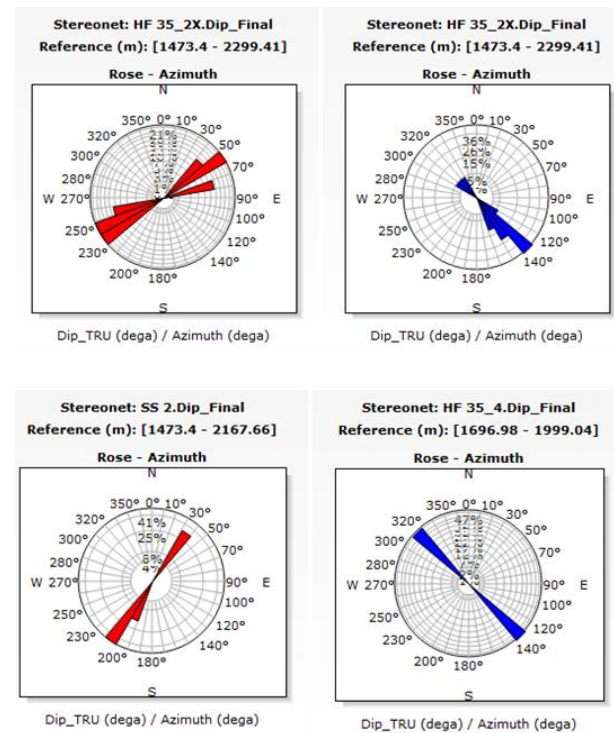 Stereonet: HF 35_2X.Dip_Final
Reference (m): [1473.4 - 2299.41]
Rose - Azimuth
N
350° 0° 10°
320° 30°
300° 50°
280° 70°
W 270° 90° E
100°
250° 120°
230° 140°
200° 180°
S
Dip_TRU (dega) / Azimuth (dega)
Stereonet: HF 35_2X.Dip_Final
Reference (m): [1473.4 - 2299.41]
Rose - Azimuth
N
350° 0° 10°
320° 30°
36%
300° 26% 50°
15%
280° 70°
W 270° 90° E
100°
250° 120°
230° 140°
200° 180°
S
Dip_TRU (dega) / Azimuth (dega)
Stereonet: SS 2.Dip_Final
Reference (m): [1473.4 - 2167.66]
Rose - Azimuth
N
350° 0° 10°
320° 41% 30°
300° 25% 50°
280° 70°
W 270° 90° E
100°
250° 120°
230° 140°
200° 180°
S
Dip_TRU (dega) / Azimuth (dega)
Stereonet: HF 35_4.Dip_Final
Reference (m): [1696.98 - 1999.04]
Rose - Azimuth
N
350° 0° 10°
320° 47% 30°
300° 50°
280° 70°
W 270° 90° E
100°
250° 120°
230° 140°
200° 180°
S
Dip_TRU (dega) / Azimuth (dega)